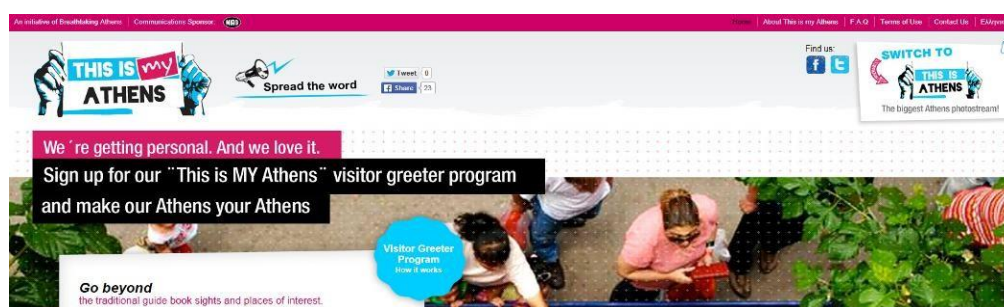 An initiative of Breathtaking Athens | Communications Sponsor:
Home | About This is my Athens | F.A.Q | Terms of Use | Contact Us
THIS IS my
ATHENS
Spread the word
Tweet 0
Share 23
Find us:
SWITCH TO
THIS IS
ATHENS
The biggest Athens photostream!
We´re getting personal. And we love it.
Sign up for our ¨This is MY Athens¨ visitor greeter program
and make our Athens your Athens
Visitor Greeter
Program
How it works
Go beyond
the traditional guide book sights and places of interest.